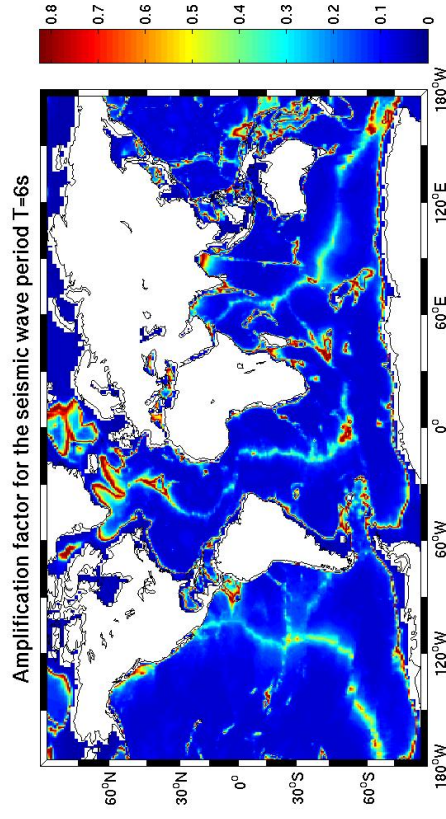 Amplification factor for the seismic wave period T=6s
0.8
0.7
0.6
0.5
0.4
0.3
0.2
0.1
0
60°N
30°N
0°
30°S
60°S
180°W
120°W
60°W
0°
60°E
120°E
180°W